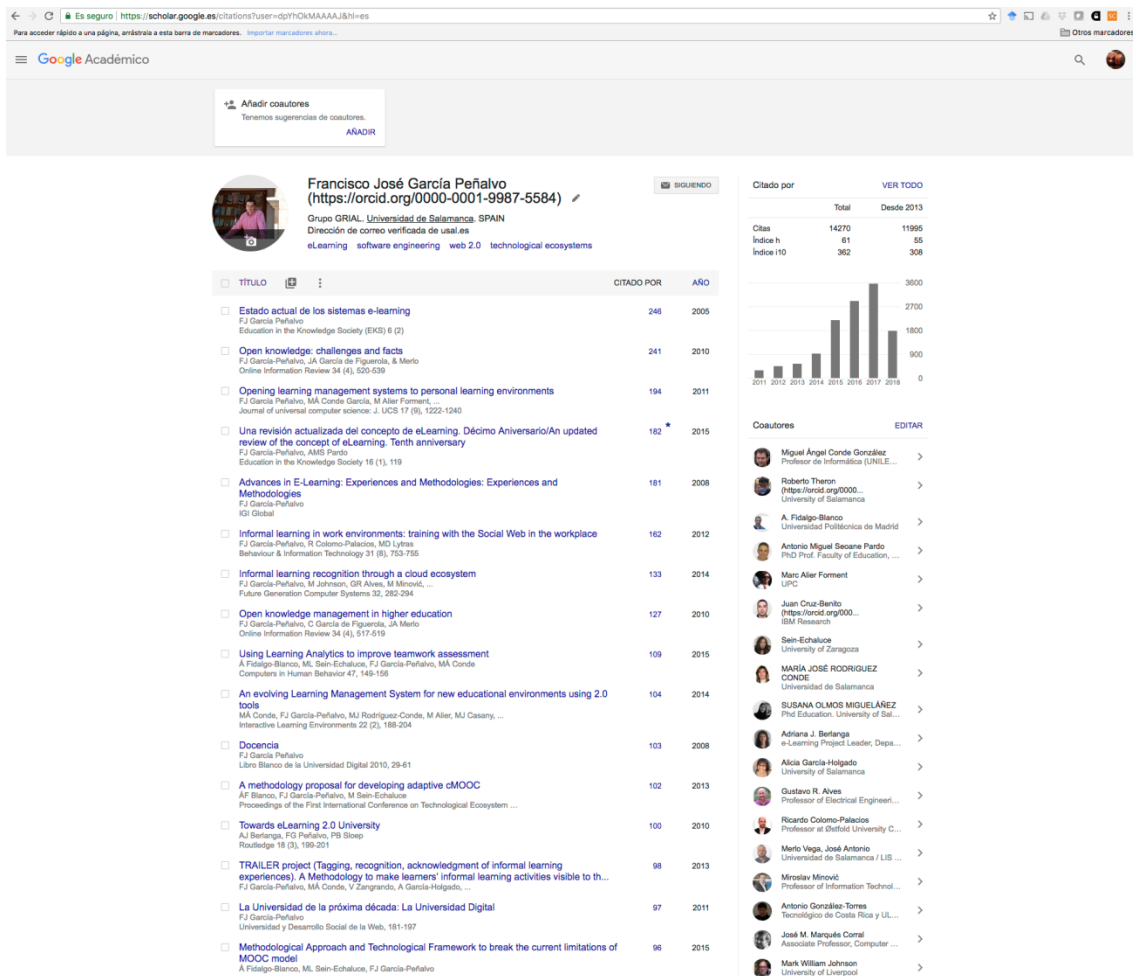 Es seguro | https://scholar.google.es/citations?user=dpYhOkMAAAAJ&hl=es
Para acceder rápido a una página, arrástrala a esta barra de marcadores. Importar marcadores ahora...
Otros marcadores
Google Académico
Añadir coautores
Tenemos sugerencias de coautores.
AÑADIR
Francisco José García Peñalvo
(https://orcid.org/0000-0001-9987-5584)
SIGUIENDO
Grupo GRIAL. Universidad de Salamanca. SPAIN
Dirección de correo verificada de usal.es
eLearning software engineering web 2.0 technological ecosystems
TÍTULO CITADO POR AÑO
Estado actual de los sistemas e-learning 246 2005
FJ García Peñalvo
Education in the Knowledge Society (EKS) 6 (2)
Open knowledge: challenges and facts 241 2010
FJ García-Peñalvo, JA García de Figuerola, & Merlo
Online Information Review 34 (4), 520-539
Opening learning management systems to personal learning environments 194 2011
FJ García Peñalvo, MÁ Conde García, M Alier Forment, ...
Journal of universal computer science: J. UCS 17 (9), 1222-1240
Una revisión actualizada del concepto de eLearning. Décimo Aniversario/An updated 182 * 2015
review of the concept of eLearning. Tenth anniversary
FJ García-Peñalvo, AMS Pardo
Education in the Knowledge Society 16 (1), 119
Advances in E-Learning: Experiences and Methodologies: Experiences and 181 2008
Methodologies
FJ García-Peñalvo
IGI Global
Informal learning in work environments: training with the Social Web in the workplace 162 2012
FJ García-Peñalvo, R Colomo-Palacios, MD Lytras
Behaviour & Information Technology 31 (8), 753-755
Informal learning recognition through a cloud ecosystem 133 2014
FJ García-Peñalvo, M Johnson, GR Alves, M Minović, ...
Future Generation Computer Systems 32, 282-294
Open knowledge management in higher education 127 2010
FJ García-Peñalvo, C García de Figuerola, JA Merlo
Online Information Review 34 (4), 517-519
Using Learning Analytics to improve teamwork assessment 109 2015
Á Fidalgo-Blanco, ML Sein-Echaluce, FJ García-Peñalvo, MÁ Conde
Computers in Human Behavior 47, 149-156
An evolving Learning Management System for new educational environments using 2.0 104 2014
tools
MÁ Conde, FJ García-Peñalvo, MJ Rodríguez-Conde, M Alier, MJ Casany, ...
Interactive Learning Environments 22 (2), 188-204
Docencia 103 2008
FJ García Peñalvo
Libro Blanco de la Universidad Digital 2010, 29-61
A methodology proposal for developing adaptive cMOOC 102 2013
ÁF Blanco, FJ García-Peñalvo, M Sein-Echaluce
Proceedings of the First International Conference on Technological Ecosystem ...
Towards eLearning 2.0 University 100 2010
AJ Berlanga, FG Peñalvo, PB Sloep
Routledge 18 (3), 199-201
TRAILER project (Tagging, recognition, acknowledgment of informal learning 98 2013
experiences). A Methodology to make learners' informal learning activities visible to th...
FJ García-Peñalvo, MÁ Conde, V Zangrando, A García-Holgado, ...
La Universidad de la próxima década: La Universidad Digital 97 2011
FJ García-Peñalvo
Universidad y Desarrollo Social de la Web, 181-197
Methodological Approach and Technological Framework to break the current limitations of 96 2015
MOOC model
Á Fidalgo-Blanco, ML Sein-Echaluce, FJ García-Peñalvo
Citado por VER TODO
Total Desde 2013
Citas 14270 11995
Índice h 61 55
Índice i10 362 308
3600
2700
1800
900
0
2011 2012 2013 2014 2015 2016 2017 2018
Coautores EDITAR
Miguel Ángel Conde González
Profesor de Informática (UNILE...
Roberto Theron
(https://orcid.org/0000...
University of Salamanca
A. Fidalgo-Blanco
Universidad Politécnica de Madrid
Antonio Miguel Seoane Pardo
PhD Prof. Faculty of Education, ...
Marc Alier Forment
UPC
Juan Cruz-Benito
(https://orcid.org/000...
IBM Research
Sein-Echaluce
University of Zaragoza
MARÍA JOSÉ RODRíGUEZ
CONDE
Universidad de Salamanca
SUSANA OLMOS MIGUELÁÑEZ
Phd Education. University of Sal...
Adriana J. Berlanga
e-Learning Project Leader, Depa...
Alicia García-Holgado
University of Salamanca
Gustavo R. Alves
Professor of Electrical Engineeri...
Ricardo Colomo-Palacios
Professor at Østfold University C...
Merlo Vega, José Antonio
Universidad de Salamanca / LIS ...
Miroslav Minović
Professor of Information Technol...
Antonio González-Torres
Tecnológico de Costa Rica y UL...
José M. Marqués Corral
Associate Professor, Computer ...
Mark William Johnson
University of Liverpool